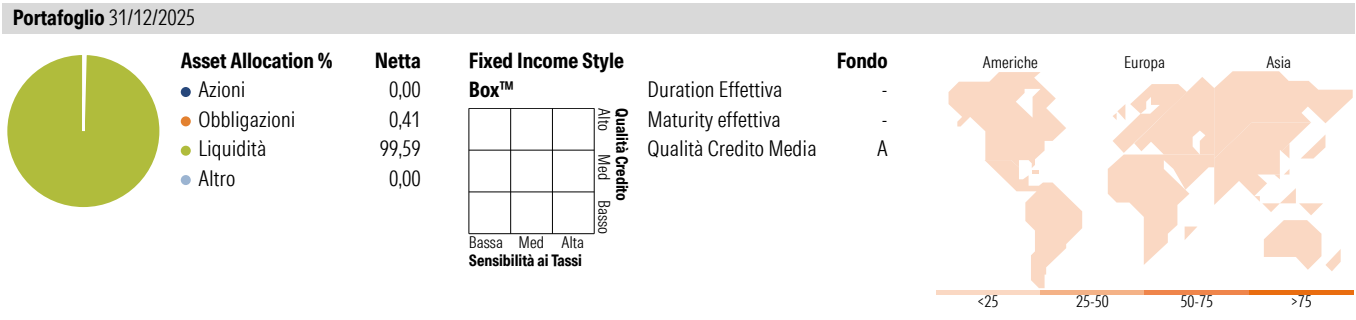 Portafoglio 31/12/2025
Asset Allocation % Netta
Azioni 0,00
Obbligazioni 0,41
Liquidità 99,59
Altro 0,00
Fixed Income Style
Box™
Alto Med Basso
Qualità Credito
Bassa Med Alta
Sensibilità ai Tassi
Fondo
Duration Effettiva -
Maturity effettiva -
Qualità Credito Media A
Americhe Europa Asia
<25 25-50 50-75 >75